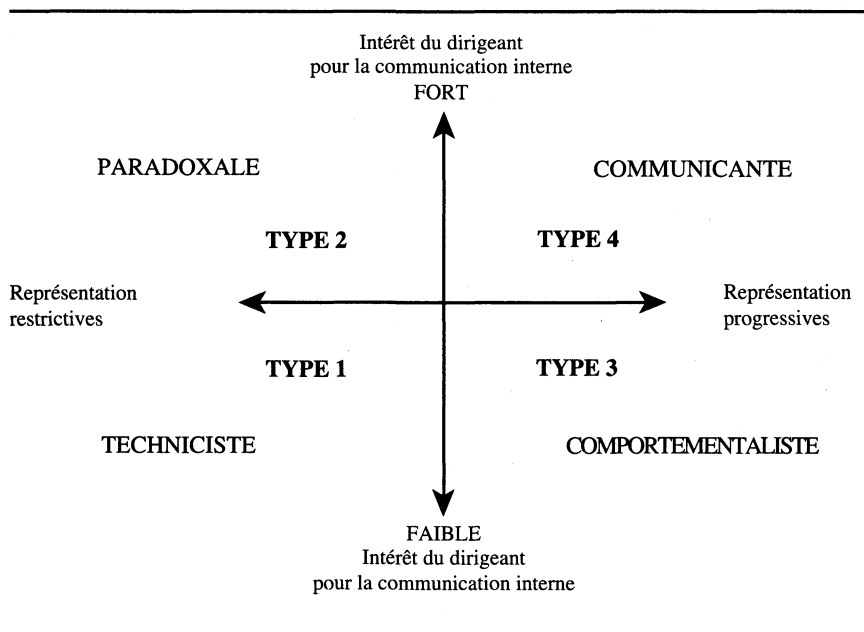 Intérêt du dirigeant
pour la communication interne
FORT
PARADOXALE
COMMUNICANTE
TYPE 2
TYPE 4
Représentation
restrictives
Représentation
progressives
TYPE 1
TYPE 3
TECHNICISTE
COMPORTEMENTALISTE
FAIBLE
Intérêt du dirigeant
pour la communication interne